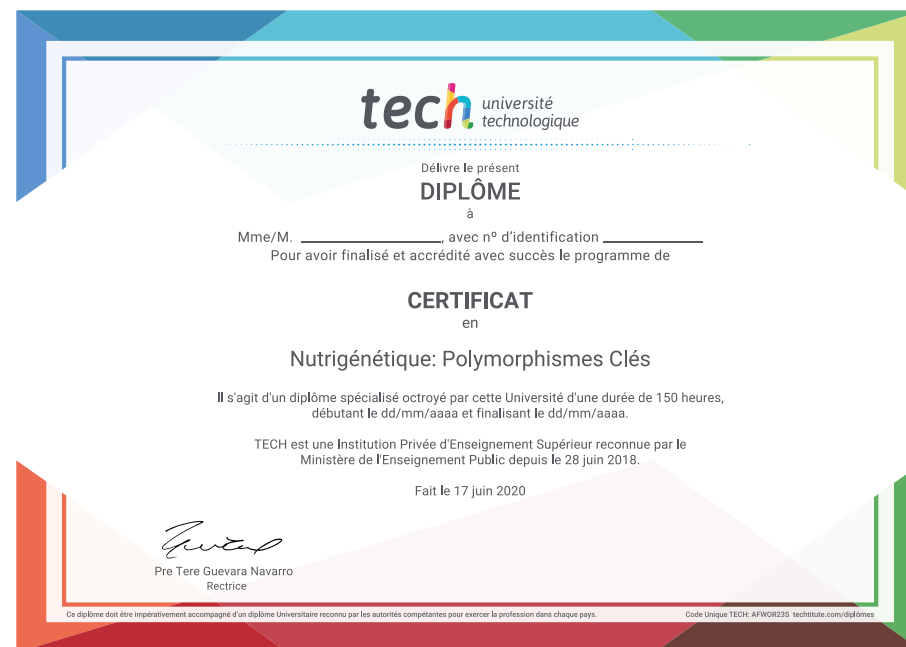 tech université
technologique
Délivre le présent
DIPLÔME
à
Mme/M. ____________________, avec nº d'identification ______________
Pour avoir finalisé et accrédité avec succès le programme de
CERTIFICAT
en
Nutrigénétique: Polymorphismes Clés
Il s'agit d'un diplôme spécialisé octroyé par cette Université d'une durée de 150 heures,
débutant le dd/mm/aaaa et finalisant le dd/mm/aaaa.
TECH est une Institution Privée d'Enseignement Supérieur reconnue par le
Ministère de l'Enseignement Public depuis le 28 juin 2018.
Fait le 17 juin 2020
Pre Tere Guevara Navarro
Rectrice
Ce diplôme doit être impérativement accompagné d'un diplôme Universitaire reconnu par les autorités compétantes pour exercer la profession dans chaque pays.
Code Unique TECH: AFWOR23S techtitute.com/diplômes